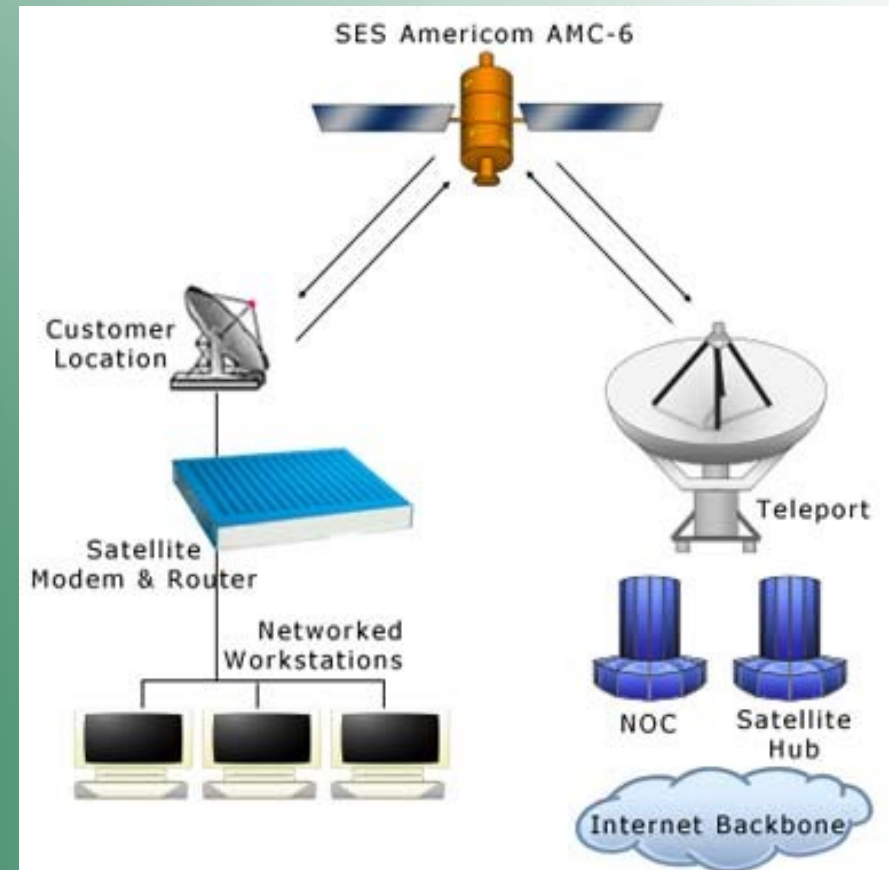 SES Americom AMC-6
Customer
Location
Teleport
Satellite
Modem & Router
Networked
Workstations
NOC
Satellite
Hub
Internet Backbone